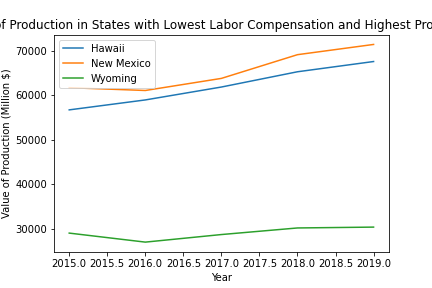 of Production in States with Lowest Labor Compensation and Highest Pro
Hawaii
New Mexico
Wyoming
Value of Production (Million $)
70000
60000
50000
40000
30000
2015.0 2015.5 2016.0 2016.5 2017.0 2017.5 2018.0 2018.5 2019.0
Year